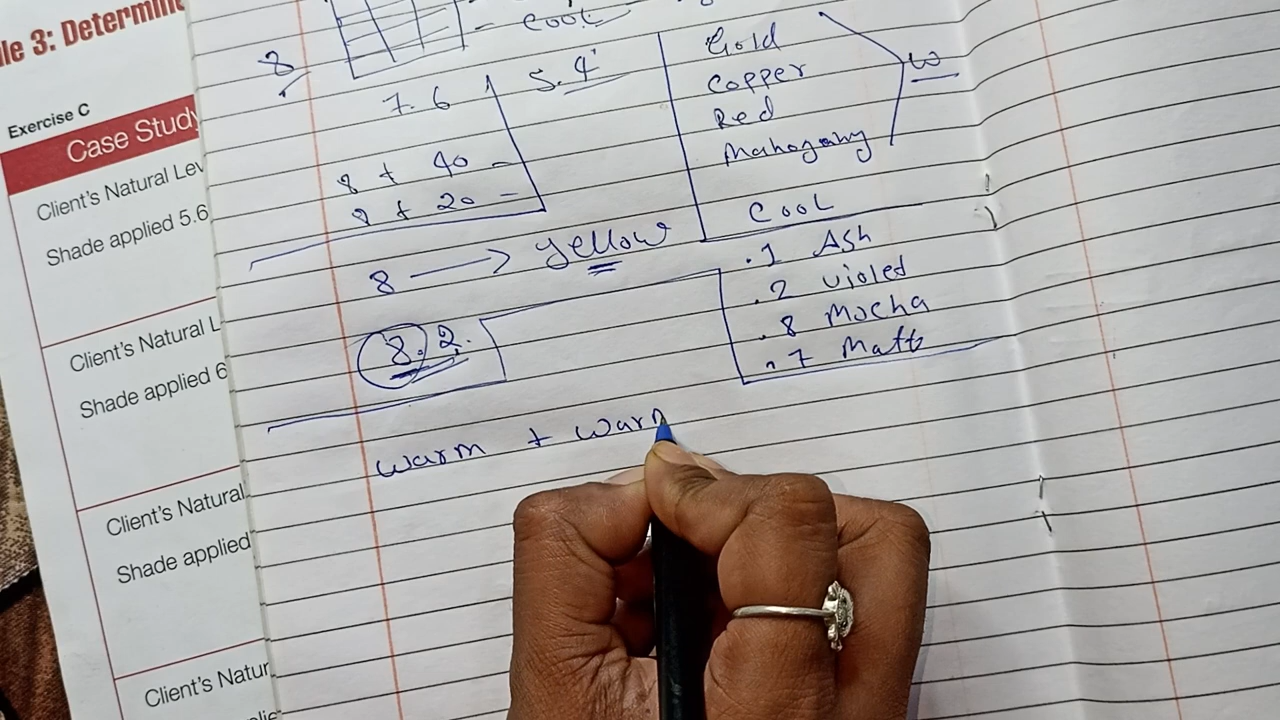 le 3: Determin
Exercise C
Case Study
Client's Natural Lev
Shade applied 5.6
Client's Natural L
Shade applied 6
Client's Natural
Shade applied
Client's Natur
cool
8
7.6
5.4
8 + 40 -
8 + 20 -
8 → yellow
8.2.
warm + warm
Gold
Copper
Red
Mahogany
W
Cool
.1 Ash
.2 violed
.8 Mocha
.7 Matt